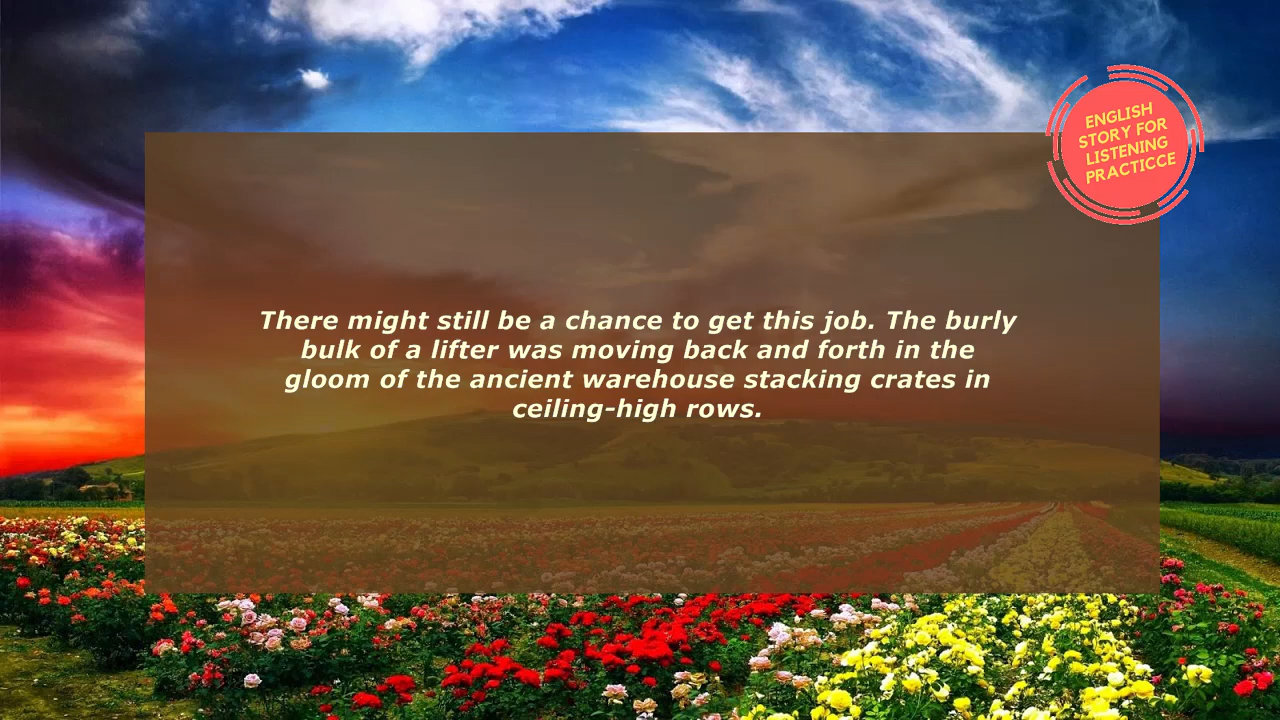 ENGLISH
STORY FOR
LISTENING
PRACTICCE
There might still be a chance to get this job. The burly
bulk of a lifter was moving back and forth in the
gloom of the ancient warehouse stacking crates in
ceiling-high rows.